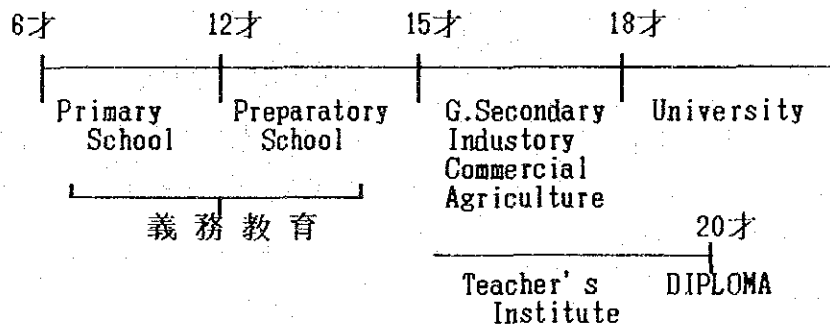 6才 12才 15才 18才
Primary School
Preparatory School
G.Secondary
Industory
Commercial
Agriculture
University
義務教育
20才
Teacher's Institute
DIPLOMA